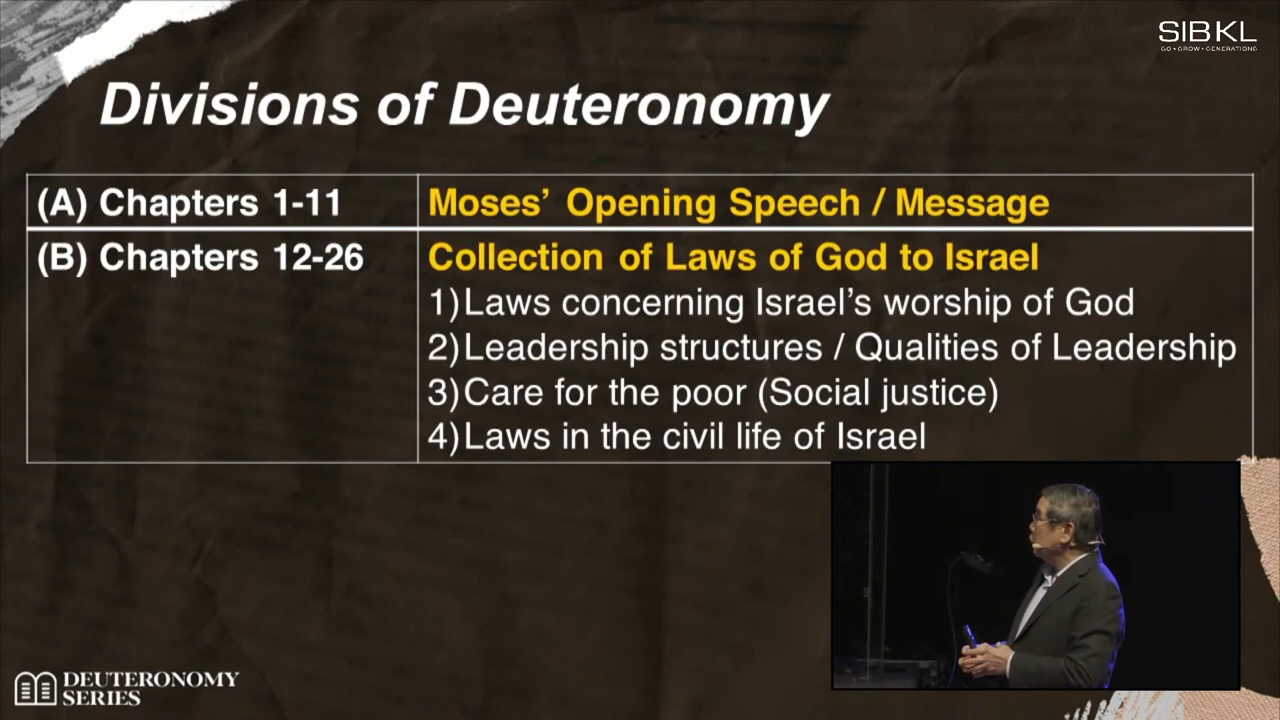 SIBKL
GO • GROW • GENERATIONS
Divisions of Deuteronomy
(A) Chapters 1-11
Moses’ Opening Speech / Message
(B) Chapters 12-26
Collection of Laws of God to Israel
1) Laws concerning Israel’s worship of God
2) Leadership structures / Qualities of Leadership
3) Care for the poor (Social justice)
4) Laws in the civil life of Israel
DEUTERONOMY
SERIES